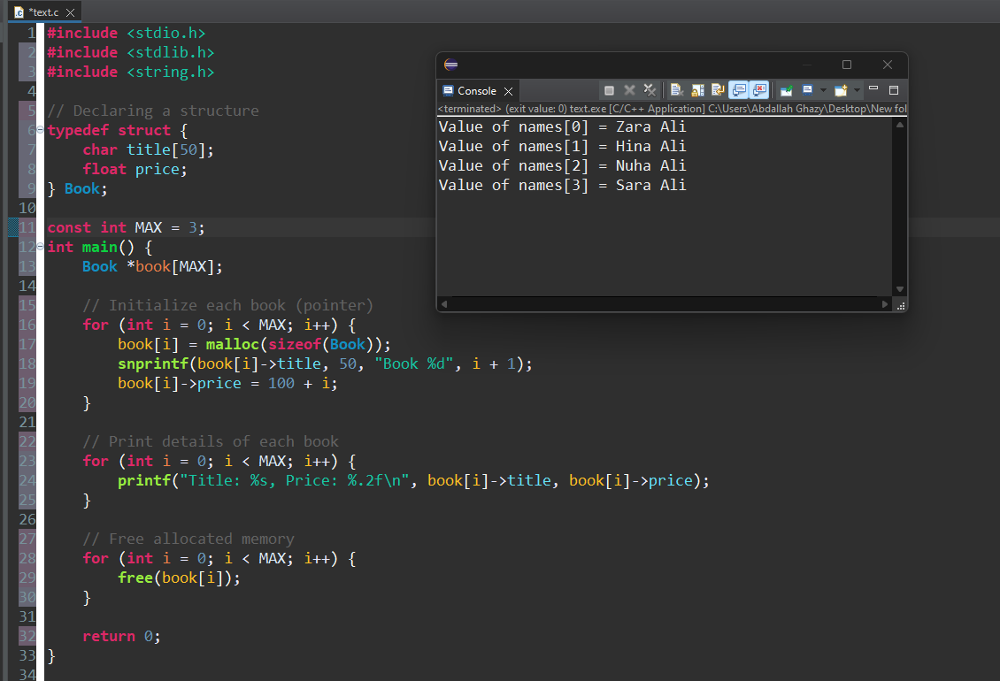 *text.c
1 #include <stdio.h>
2 #include <stdlib.h>
3 #include <string.h>
4
5 // Declaring a structure
6 typedef struct {
7     char title[50];
8     float price;
9 } Book;
10
11 const int MAX = 3;
12 int main() {
13     Book *book[MAX];
14
15     // Initialize each book (pointer)
16     for (int i = 0; i < MAX; i++) {
17         book[i] = malloc(sizeof(Book));
18         snprintf(book[i]->title, 50, "Book %d", i + 1);
19         book[i]->price = 100 + i;
20     }
21
22     // Print details of each book
23     for (int i = 0; i < MAX; i++) {
24         printf("Title: %s, Price: %.2f\n", book[i]->title, book[i]->price);
25     }
26
27     // Free allocated memory
28     for (int i = 0; i < MAX; i++) {
29         free(book[i]);
30     }
31
32     return 0;
33 }
34
Console
<terminated> (exit value: 0) text.exe [C/C++ Application] C:\Users\Abdallah Ghazy\Desktop\New fol
Value of names[0] = Zara Ali
Value of names[1] = Hina Ali
Value of names[2] = Nuha Ali
Value of names[3] = Sara Ali